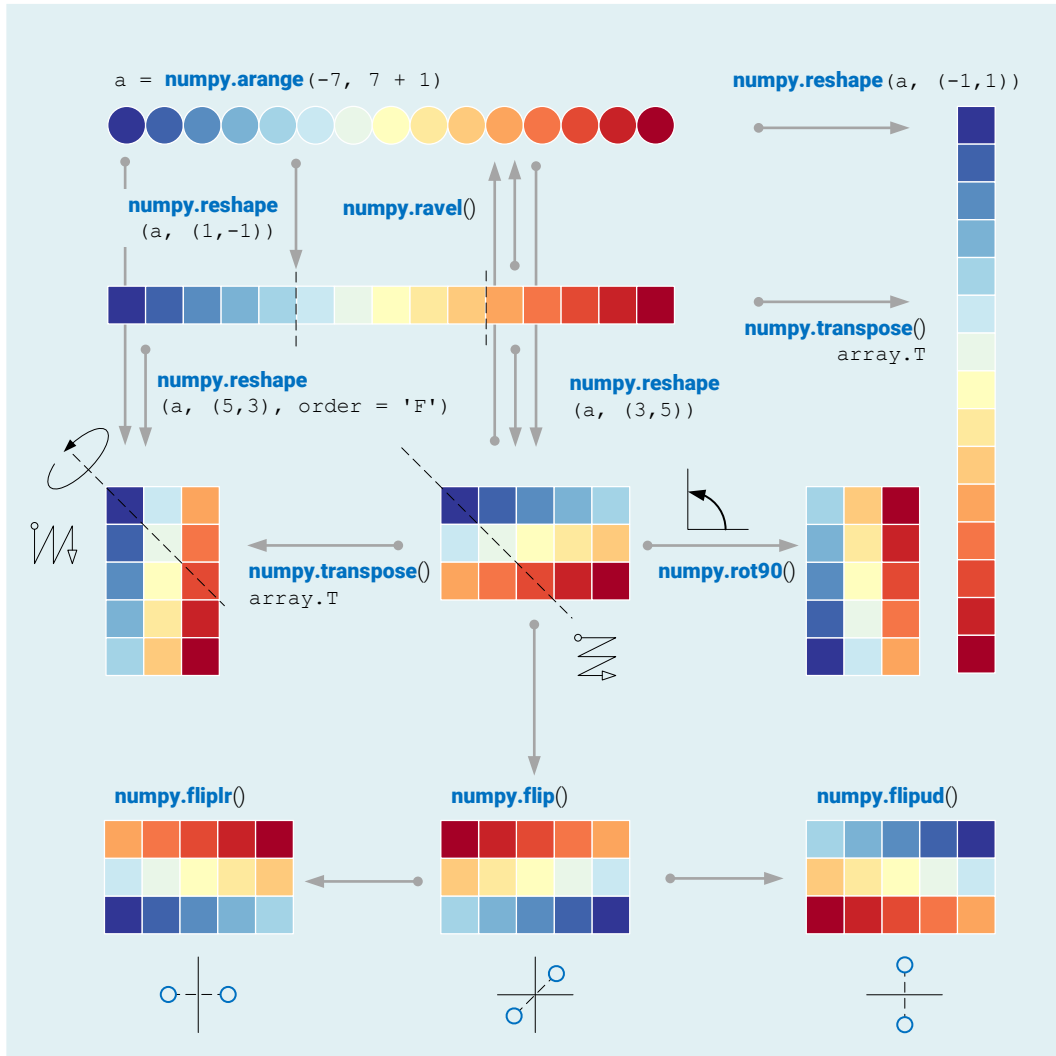 a = numpy.arange(-7, 7 + 1)
numpy.reshape(a, (-1,1))
numpy.reshape
(a, (1,-1))
numpy.ravel()
numpy.transpose()
array.T
numpy.reshape
(a, (5,3), order = 'F')
numpy.reshape
(a, (3,5))
numpy.transpose()
array.T
numpy.rot90()
numpy.fliplr()
numpy.flip()
numpy.flipud()